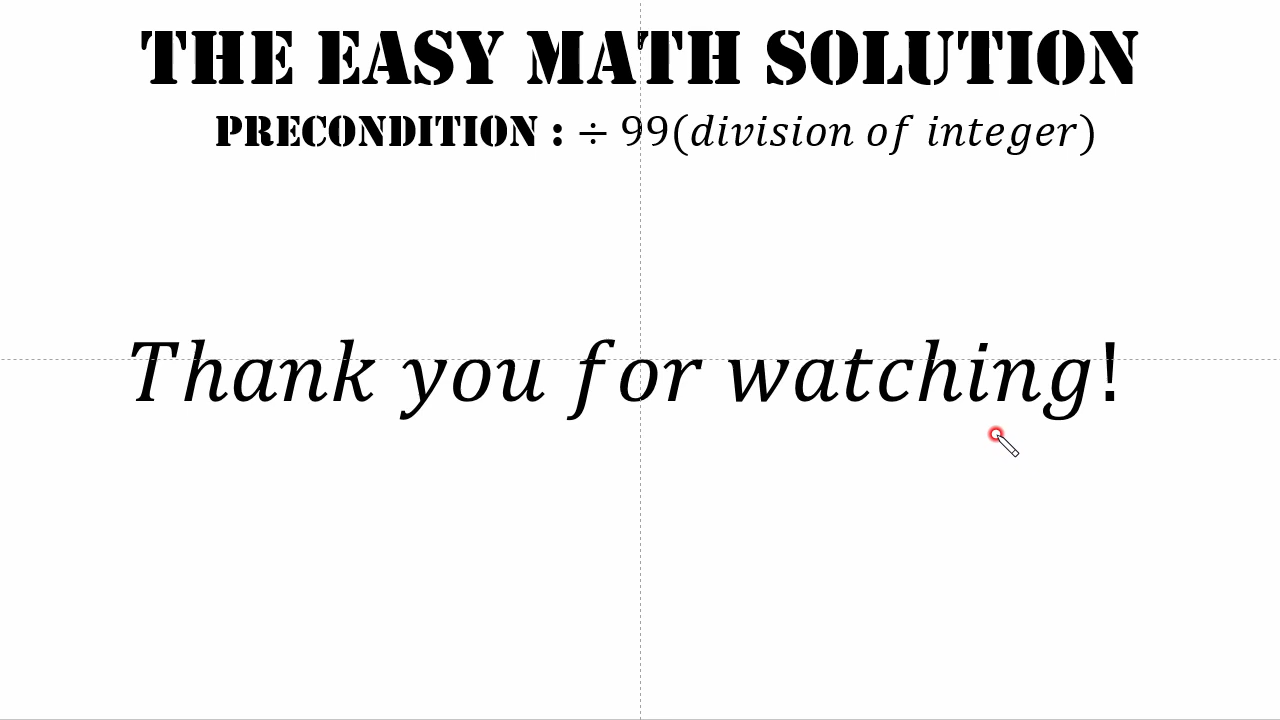 THE EASY MATH SOLUTION
PRECONDITION : ÷ 99(division of integer)
Thank you for watching!